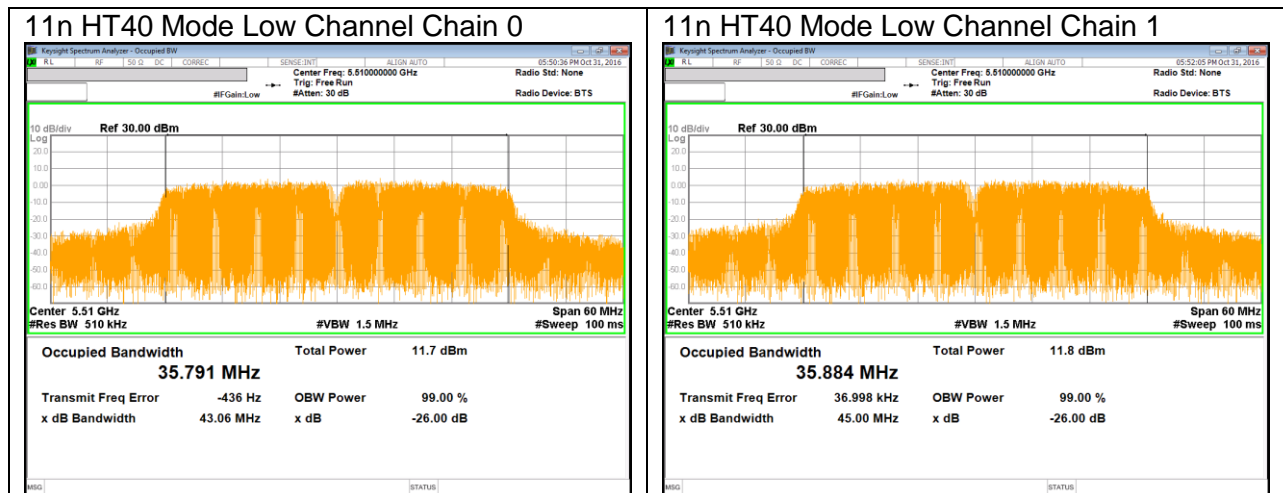 11n HT40 Mode Low Channel Chain 0
Keysight Spectrum Analyzer - Occupied BW
RL RF 50 Ω DC CORREC SENSE:INT ALIGN AUTO 05:50:36 PM Oct 31, 2016
Center Freq: 5.510000000 GHz Radio Std: None
Trig: Free Run
#IFGain:Low #Atten: 30 dB Radio Device: BTS
10 dB/div Ref 30.00 dBm
Log
20.0
10.0
0.00
-10.0
-20.0
-30.0
-40.0
-50.0
-60.0
Center 5.51 GHz Span 60 MHz
#Res BW 510 kHz #VBW 1.5 MHz #Sweep 100 ms
Occupied Bandwidth Total Power 11.7 dBm
35.791 MHz
Transmit Freq Error -436 Hz OBW Power 99.00 %
x dB Bandwidth 43.06 MHz x dB -26.00 dB
MSG STATUS
11n HT40 Mode Low Channel Chain 1
Keysight Spectrum Analyzer - Occupied BW
RL RF 50 Ω DC CORREC SENSE:INT ALIGN AUTO 05:52:05 PM Oct 31, 2016
Center Freq: 5.510000000 GHz Radio Std: None
Trig: Free Run
#IFGain:Low #Atten: 30 dB Radio Device: BTS
10 dB/div Ref 30.00 dBm
Log
20.0
10.0
0.00
-10.0
-20.0
-30.0
-40.0
-50.0
-60.0
Center 5.51 GHz Span 60 MHz
#Res BW 510 kHz #VBW 1.5 MHz #Sweep 100 ms
Occupied Bandwidth Total Power 11.8 dBm
35.884 MHz
Transmit Freq Error 36.998 kHz OBW Power 99.00 %
x dB Bandwidth 45.00 MHz x dB -26.00 dB
MSG STATUS